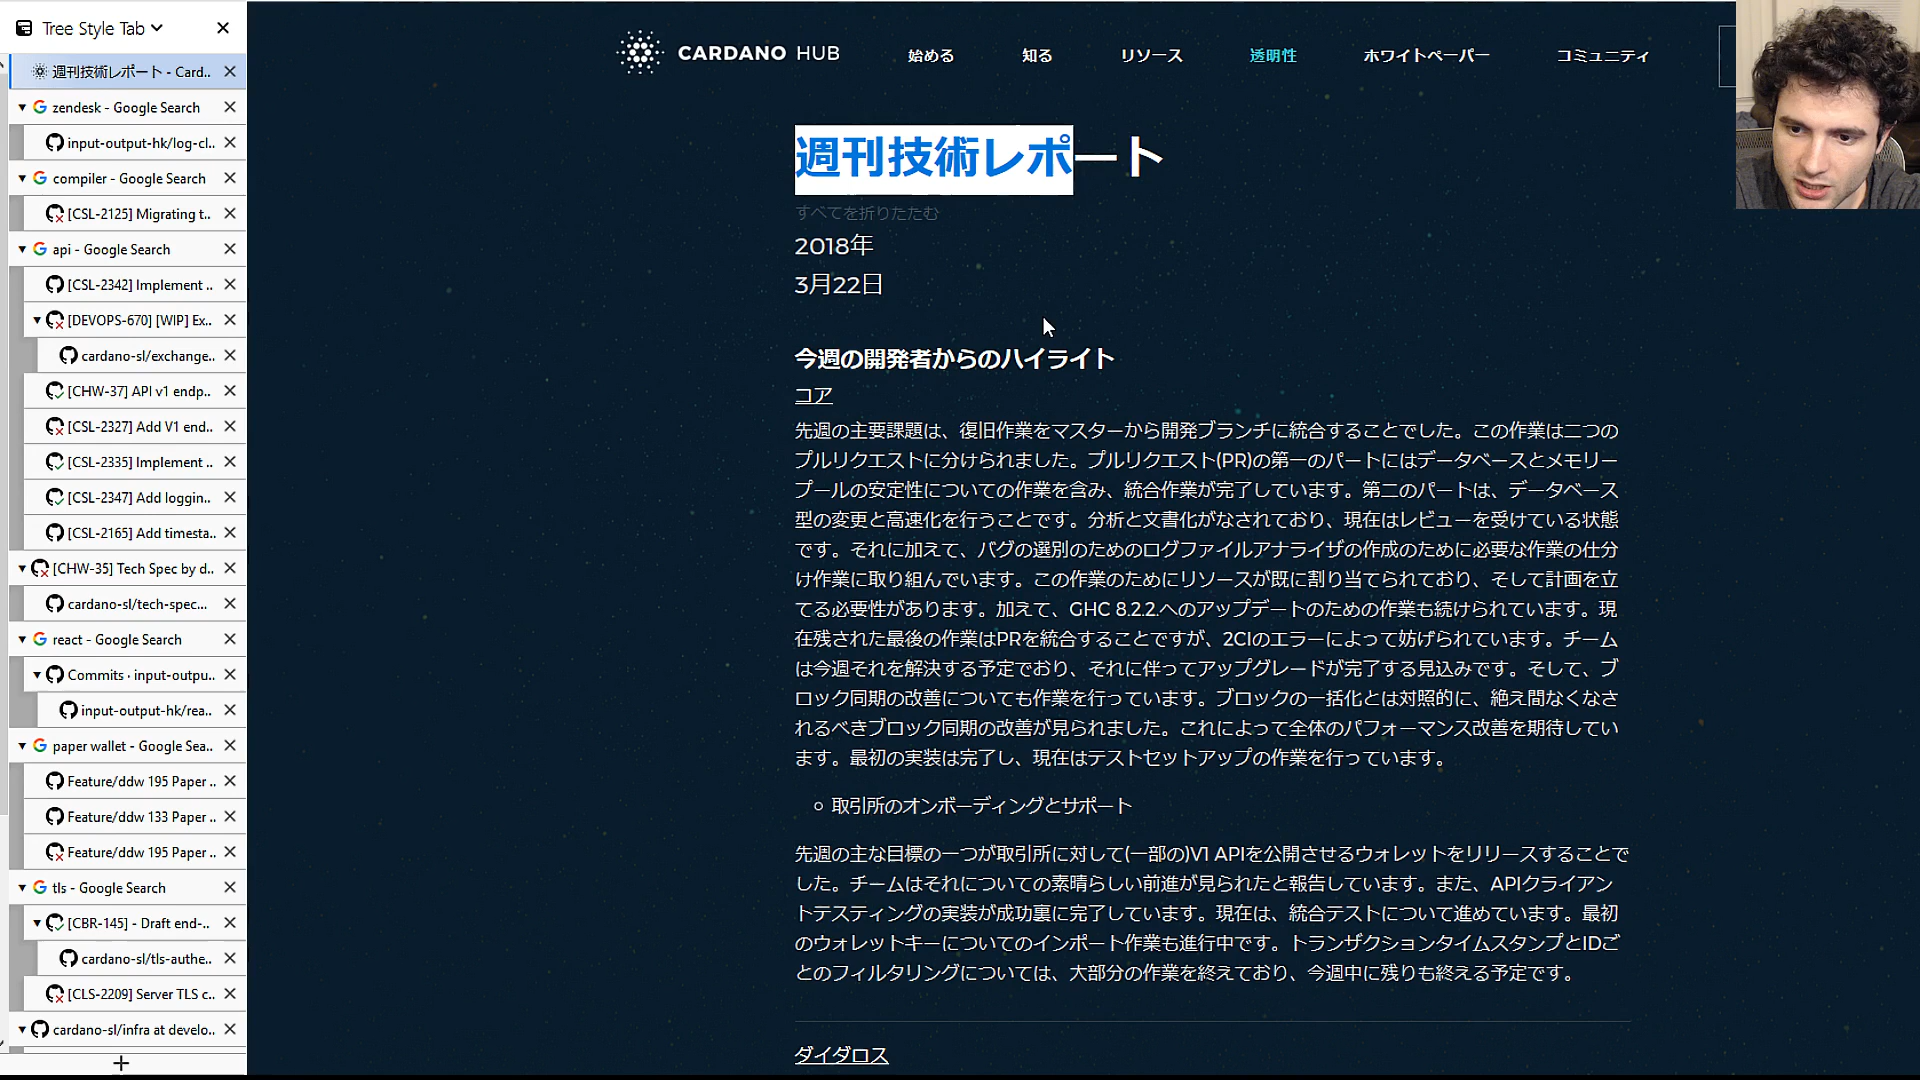 Tree Style Tab
週刊技術レポート - Card..
zendesk - Google Search
input-output-hk/log-cl..
compiler - Google Search
[CSL-2125] Migrating t..
api - Google Search
[CSL-2342] Implement ..
[DEVOPS-670] [WIP] Ex..
cardano-sl/exchange..
[CHW-37] API v1 endp..
[CSL-2327] Add V1 end..
[CSL-2335] Implement ..
[CSL-2347] Add loggin..
[CSL-2165] Add timesta..
[CHW-35] Tech Spec by d..
cardano-sl/tech-spec...
react - Google Search
Commits · input-outpu..
input-output-hk/rea..
paper wallet - Google Sea..
Feature/ddw 195 Paper ..
Feature/ddw 133 Paper ..
Feature/ddw 195 Paper ..
tls - Google Search
[CBR-145] - Draft end-..
cardano-sl/tls-authe..
[CLS-2209] Server TLS c..
cardano-sl/infra at develo..
CARDANO HUB
始める 知る リソース 透明性 ホワイトペーパー コミュニティ
週刊技術レポート
すべてを折りたたむ
2018年
3月22日
今週の開発者からのハイライト
コア
先週の主要課題は、復旧作業をマスターから開発ブランチに統合することでした。この作業は二つの
プルリクエストに分けられました。プルリクエスト(PR)の第一のパートにはデータベースとメモリー
プールの安定性についての作業を含み、統合作業が完了しています。第二のパートは、データベース
型の変更と高速化を行うことです。分析と文書化がなされており、現在はレビューを受けている状態
です。それに加えて、バグの選別のためのログファイルアナライザの作成のために必要な作業の仕分
け作業に取り組んでいます。この作業のためにリソースが既に割り当てられており、そして計画を立
てる必要性があります。加えて、GHC 8.2.2.へのアップデートのための作業も続けられています。現
在残された最後の作業はPRを統合することですが、2CIのエラーによって妨げられています。チーム
は今週それを解決する予定でおり、それに伴ってアップグレードが完了する見込みです。そして、ブ
ロック同期の改善についても作業を行っています。ブロックの一括化とは対照的に、絶え間なくなさ
れるべきブロック同期の改善が見られました。これによって全体のパフォーマンス改善を期待してい
ます。最初の実装は完了し、現在はテストセットアップの作業を行っています。
取引所のオンボーディングとサポート
先週の主な目標の一つが取引所に対して(一部の)V1 APIを公開させるウォレットをリリースすることで
した。チームはそれについての素晴らしい前進が見られたと報告しています。また、APIクライアン
トテスティングの実装が成功裏に完了しています。現在は、統合テストについて進めています。最初
のウォレットキーについてのインポート作業も進行中です。トランザクションタイムスタンプとIDご
とのフィルタリングについては、大部分の作業を終えており、今週中に残りも終える予定です。
ダイダロス